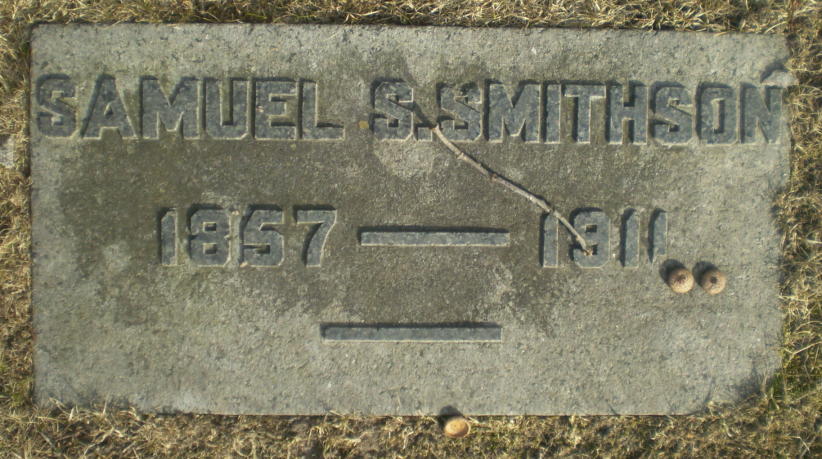 SAMUEL S. SMITHSON
1857 — 1911